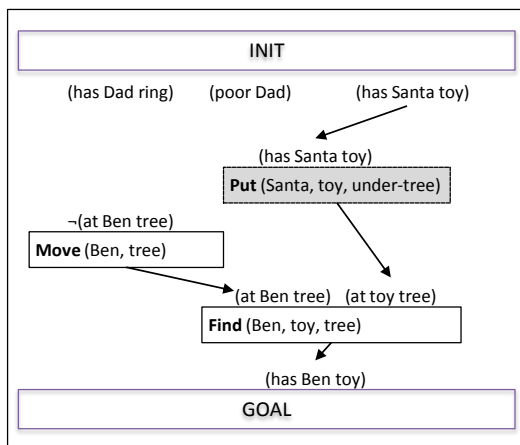 INIT
(has Dad ring) (poor Dad) (has Santa toy)
(has Santa toy)
Put (Santa, toy, under-tree)
¬(at Ben tree)
Move (Ben, tree)
(at Ben tree) (at toy tree)
Find (Ben, toy, tree)
(has Ben toy)
GOAL